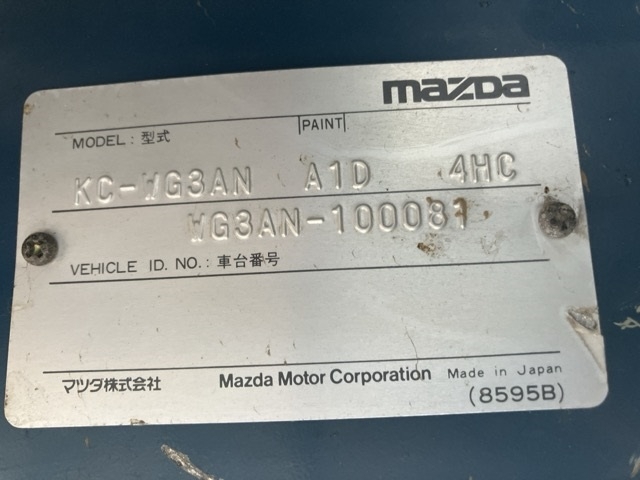 mazda
MODEL : 型式 PAINT
KC-WG3AN A1D 4HC
WG3AN-100081
VEHICLE ID. NO. : 車台番号
マツダ株式会社 Mazda Motor Corporation Made in Japan
(8595B)